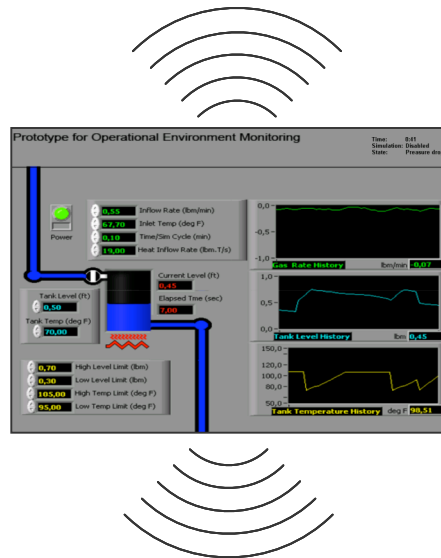 Prototype for Operational Environment Monitoring
Time: 0:41
Simulation: Disabled
State: Pressure dro
Power
0,55 Inflow Rate (lbm/min)
67,70 Inlet Temp (deg F)
0,10 Time/Sim Cycle (min)
19,00 Heat Inflow Rate (lbm.T/s)
Current Level (ft)
0,45
Elapsed Tme (sec)
7,00
Tank Level (ft)
0,50
Tank Temp (deg F)
70,00
0,70 High Level Limit (lbm)
0,30 Low Level Limit (lbm)
105,00 High Temp Limit (deg F)
95,00 Low Temp Limit (deg F)
0,0
-0,5
-1,0
Gas Rate History lbm/min -0,07
1,0
0,5
0,0
Tank Level History lbm 0,45
150,0
120,0
100,0
80,0
50,0
Tank Temperature History deg F 98,51